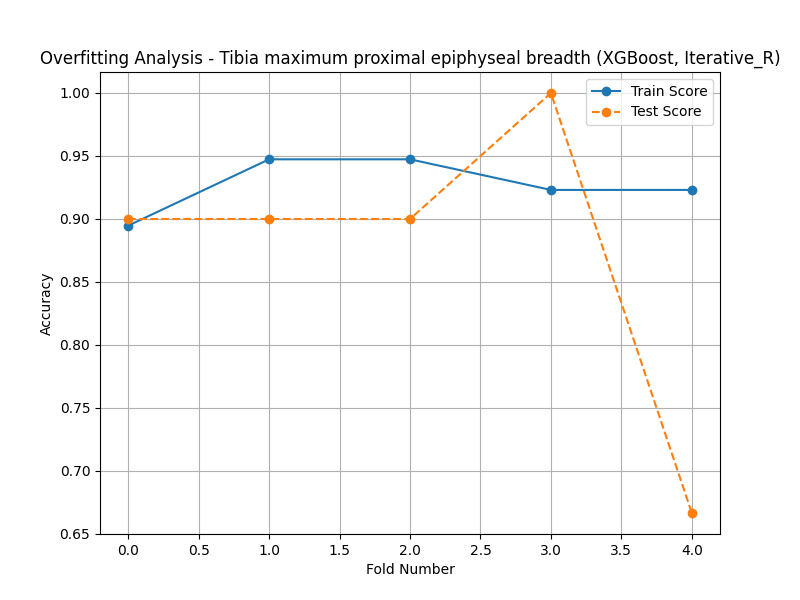 Overfitting Analysis - Tibia maximum proximal epiphyseal breadth (XGBoost, Iterative_R)
Train Score
Test Score
1.00
0.95
0.90
0.85
0.80
0.75
0.70
0.65
Accuracy
0.0 0.5 1.0 1.5 2.0 2.5 3.0 3.5 4.0
Fold Number